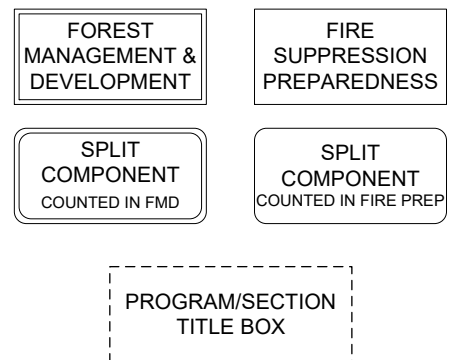 FOREST
MANAGEMENT &
DEVELOPMENT
FIRE
SUPPRESSION
PREPAREDNESS
SPLIT
COMPONENT
COUNTED IN FMD
SPLIT
COMPONENT
COUNTED IN FIRE PREP
PROGRAM/SECTION
TITLE BOX